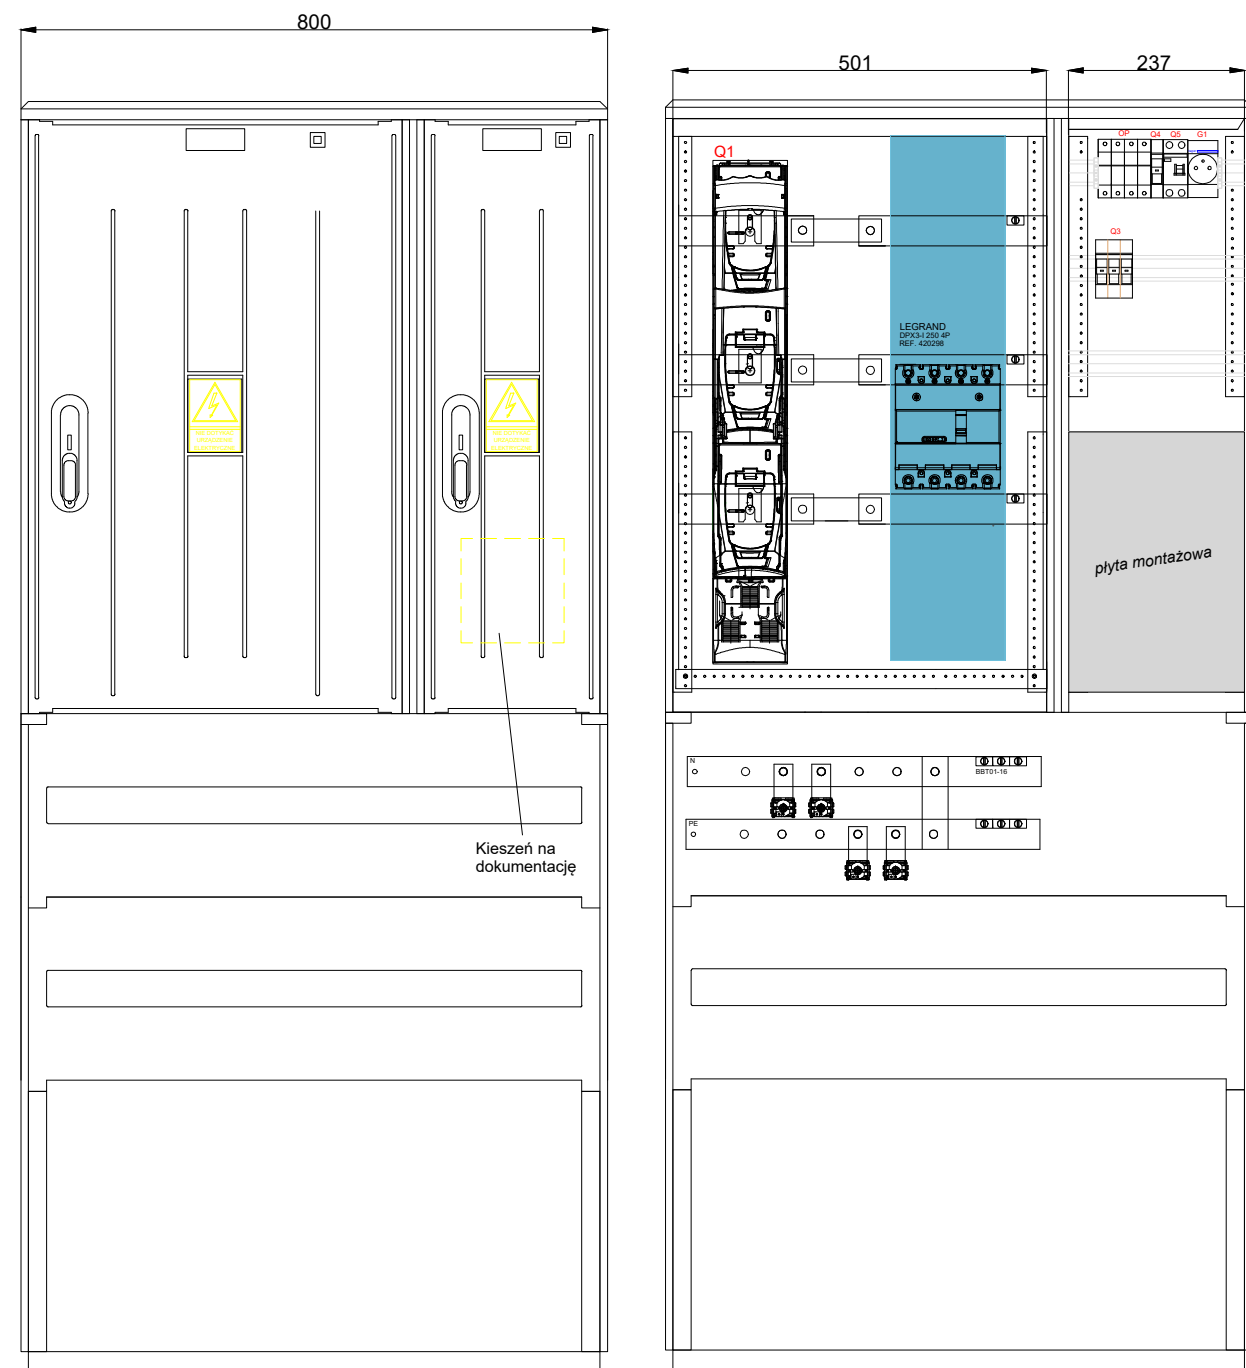 800
501
237
OP
Q4
Q5
G1
Q1
Q3
LEGRAND
DPX3-I 250 4P
REF. 420298
płyta montażowa
N
BBT01-16
PE
Kieszeń na
dokumentację